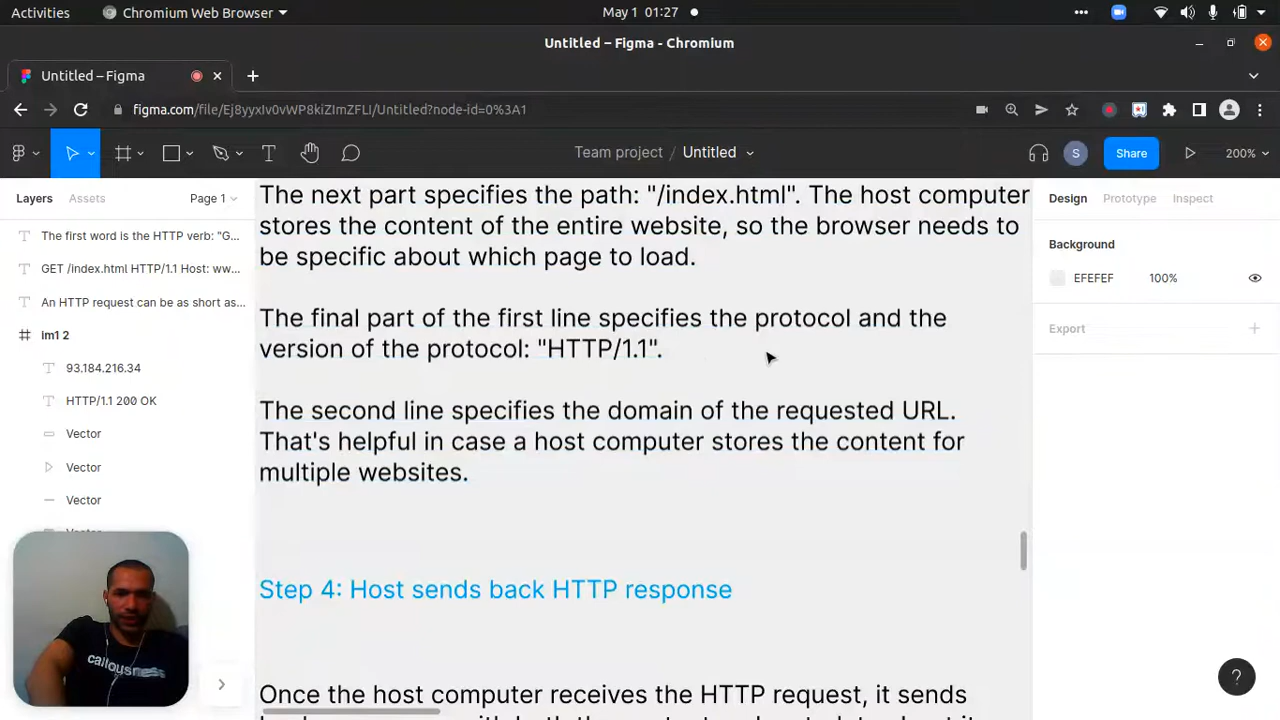 Activities
Chromium Web Browser
May 1 01:27
Untitled – Figma - Chromium
Untitled – Figma
figma.com/file/Ej8yyxIv0vWP8kiZImZFLI/Untitled?node-id=0%3A1
Team project / Untitled
S
Share
200%
Layers
Assets
Page 1
Design
Prototype
Inspect
The first word is the HTTP verb: "G...
GET /index.html HTTP/1.1 Host: ww...
An HTTP request can be as short as...
Im1 2
93.184.216.34
HTTP/1.1 200 OK
Vector
Vector
Vector
The next part specifies the path: "/index.html". The host computer
stores the content of the entire website, so the browser needs to
be specific about which page to load.
The final part of the first line specifies the protocol and the
version of the protocol: "HTTP/1.1".
The second line specifies the domain of the requested URL.
That's helpful in case a host computer stores the content for
multiple websites.
Step 4: Host sends back HTTP response
Once the host computer receives the HTTP request, it sends
Background
EFEFEF
100%
Export
?